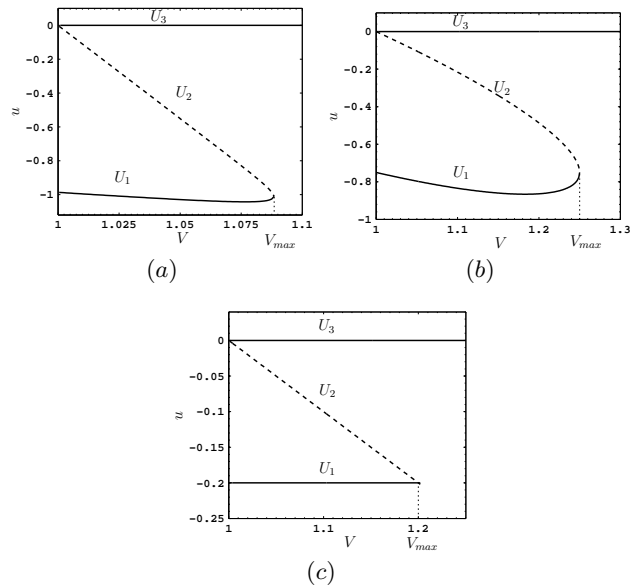 U₃
0
-0.2
-0.4
-0.6
-0.8
-1
u
U₂
U₁
1 1.025 1.05 1.075 1.1
V V_max
(a)
U₃
0
-0.2
-0.4
-0.6
-0.8
-1
u
U₂
U₁
1 1.1 1.2 1.3
V V_max
(b)
U₃
0
-0.05
-0.1
-0.15
-0.2
-0.25
u
U₂
U₁
1 1.1 1.2
V V_max
(c)